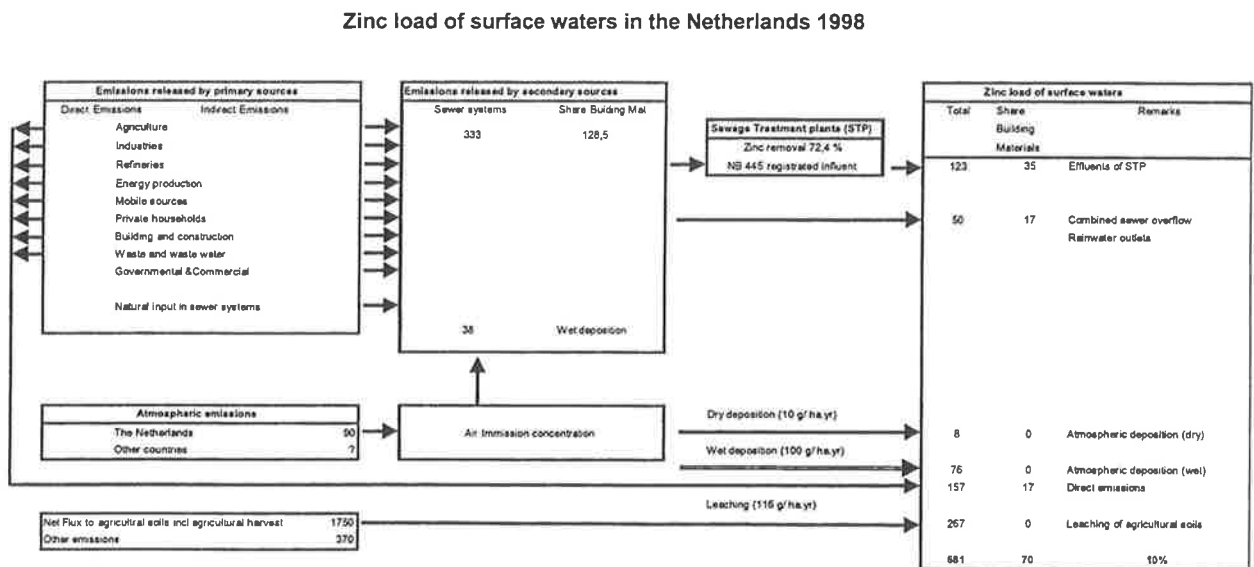 Zinc load of surface waters in the Netherlands 1998
Emissions released by primary sources
Direct Emissions Indirect Emissions
Agriculture
Industries
Refineries
Energy production
Mobile sources
Private households
Building and construction
Waste and waste water
Governmental &Commercial
Natural input in sewer systems
Emissions released by secondary sources
Sewer systems Share Buiding Mat
333 128,5
38 Wet deposition
Sewage Treatment plants (STP)
Zinc removal 72,4 %
NB 445 registrated influent
Zinc load of surface waters
Total Share Remarks
Building
Materials
123 35 Effluents of STP
50 17 Combined sewer overflow
Rainwater outlets
Atmospheric emissions
The Netherlands 90
Other countries ?
Air Immission concentration
Dry deposition (10 g/ha.yr)
8 0 Atmospheric deposition (dry)
Wet deposition (100 g/ha.yr)
76 0 Atmospheric deposition (wet)
157 17 Direct emissions
Leaching (116 g/ha.yr)
Net Flux to agricultral soils incl agricultural harvest 1750
Other emissions 370
267 0 Leaching of agricultural soils
681 70 10%